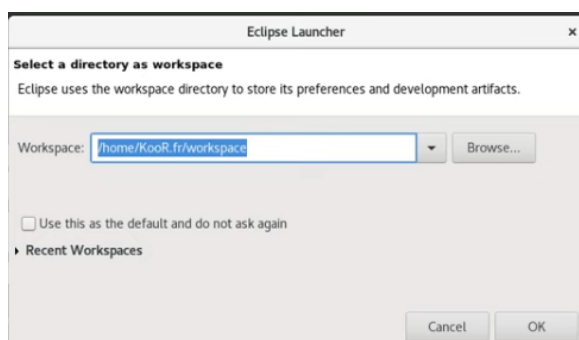 Eclipse Launcher
Select a directory as workspace
Eclipse uses the workspace directory to store its preferences and development artifacts.
Workspace: /home/KooR.fr/workspace Browse...
Use this as the default and do not ask again
Recent Workspaces
Cancel OK